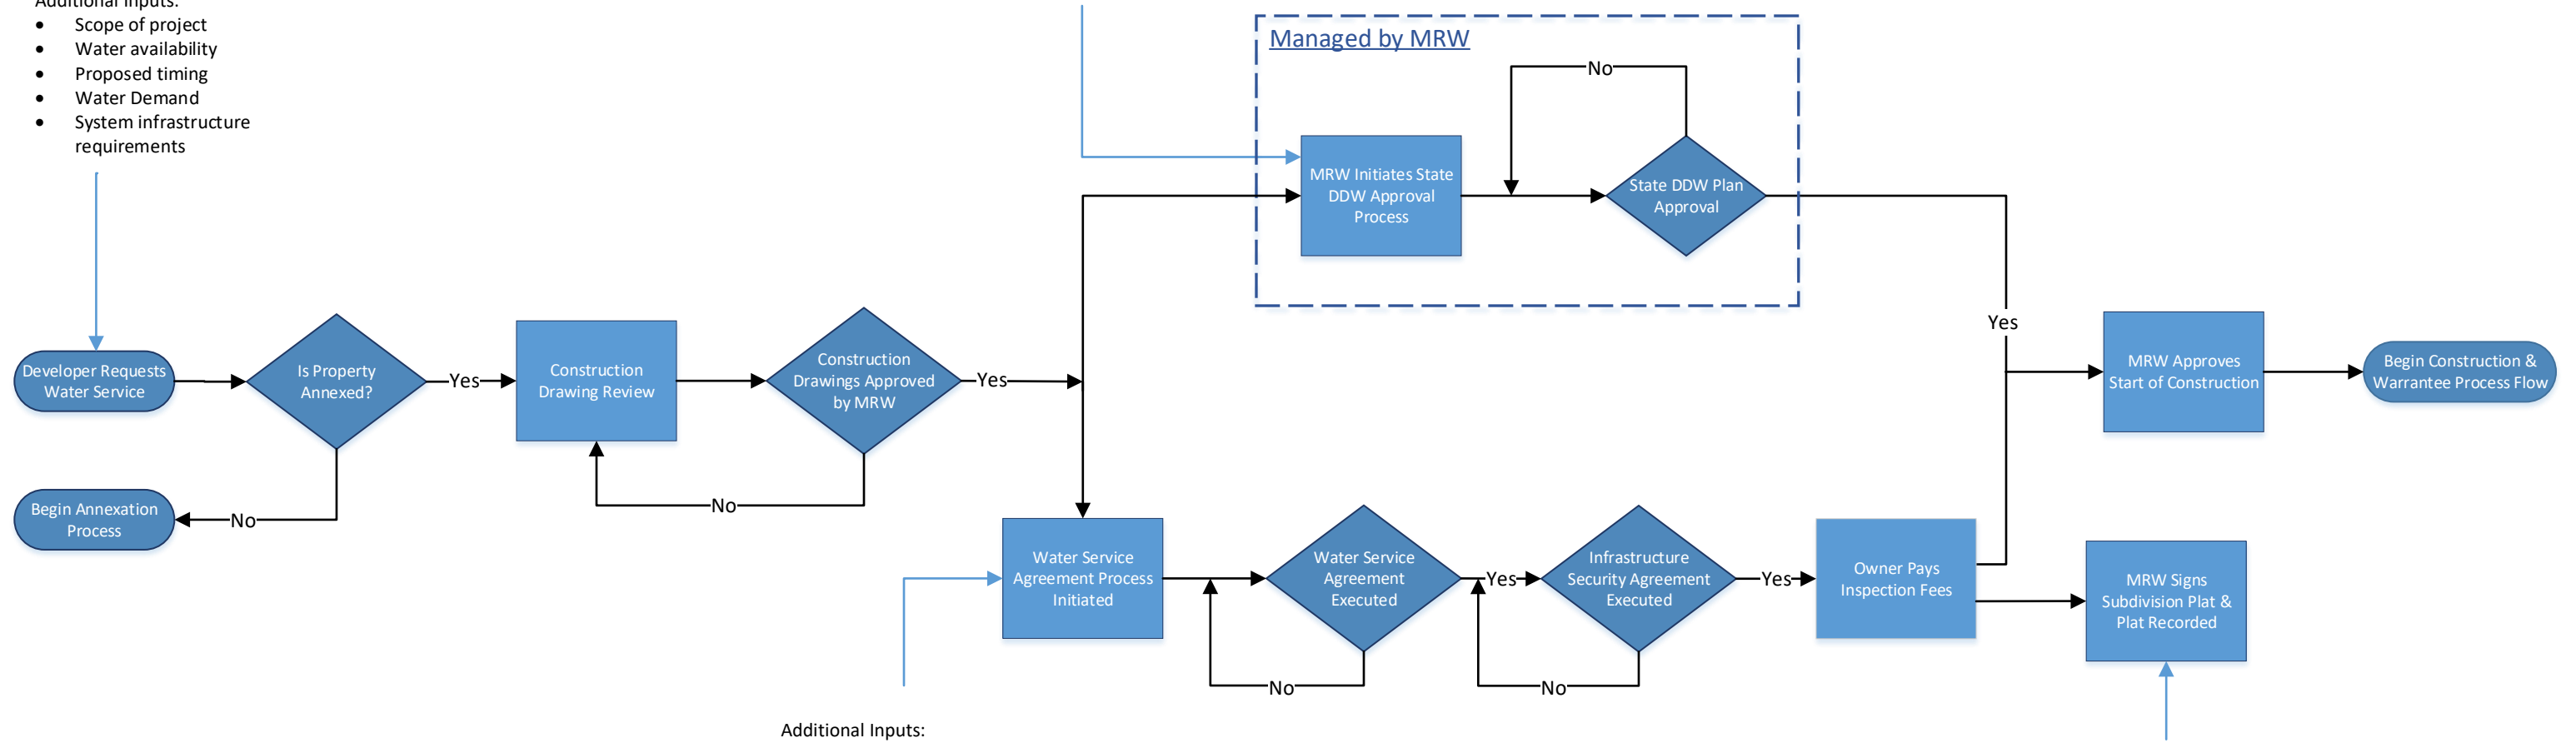 Additional Inputs:
• Scope of project
• Water availability
• Proposed timing
• Water Demand
• System infrastructure
requirements
Managed by MRW
No
MRW Initiates State
DDW Approval
Process
State DDW Plan
Approval
Yes
Developer Requests
Water Service
Is Property
Annexed?
Yes
Construction
Drawing Review
Construction
Drawings Approved
by MRW
Yes
MRW Approves
Start of Construction
Begin Construction &
Warrantee Process Flow
No
Begin Annexation
Process
No
Water Service
Agreement Process
Initiated
Water Service
Agreement
Executed
Yes
Infrastructure
Security Agreement
Executed
Yes
Owner Pays
Inspection Fees
MRW Signs
Subdivision Plat &
Plat Recorded
No
No
Additional Inputs: